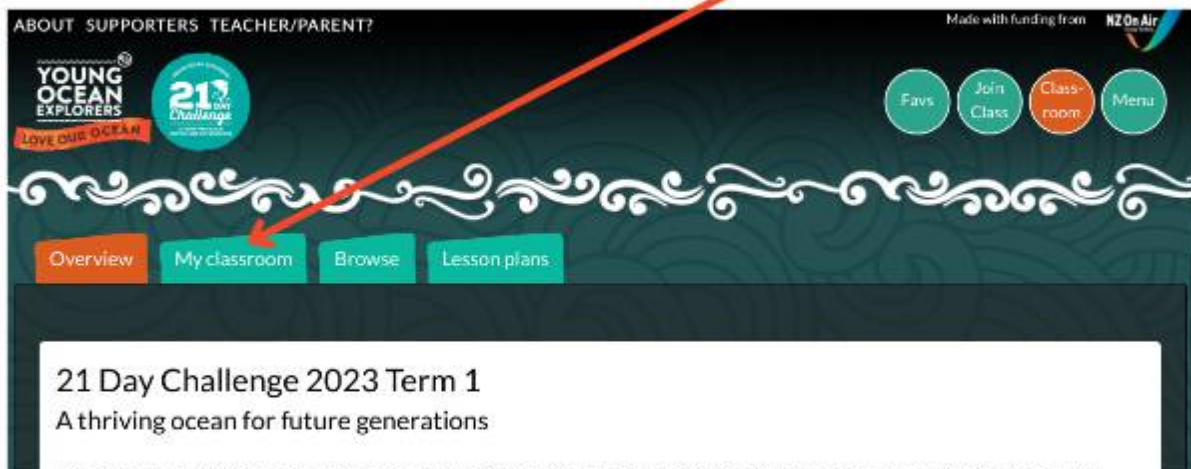 ABOUT SUPPORTERS TEACHER/PARENT?
Made with funding from NZ On Air
YOUNG
OCEAN
EXPLORERS
LOVE OUR OCEAN
21 DAY
Challenge
Favs
Join
Class
Class-
room
Menu
Overview
My classroom
Browse
Lesson plans
21 Day Challenge 2023 Term 1
A thriving ocean for future generations